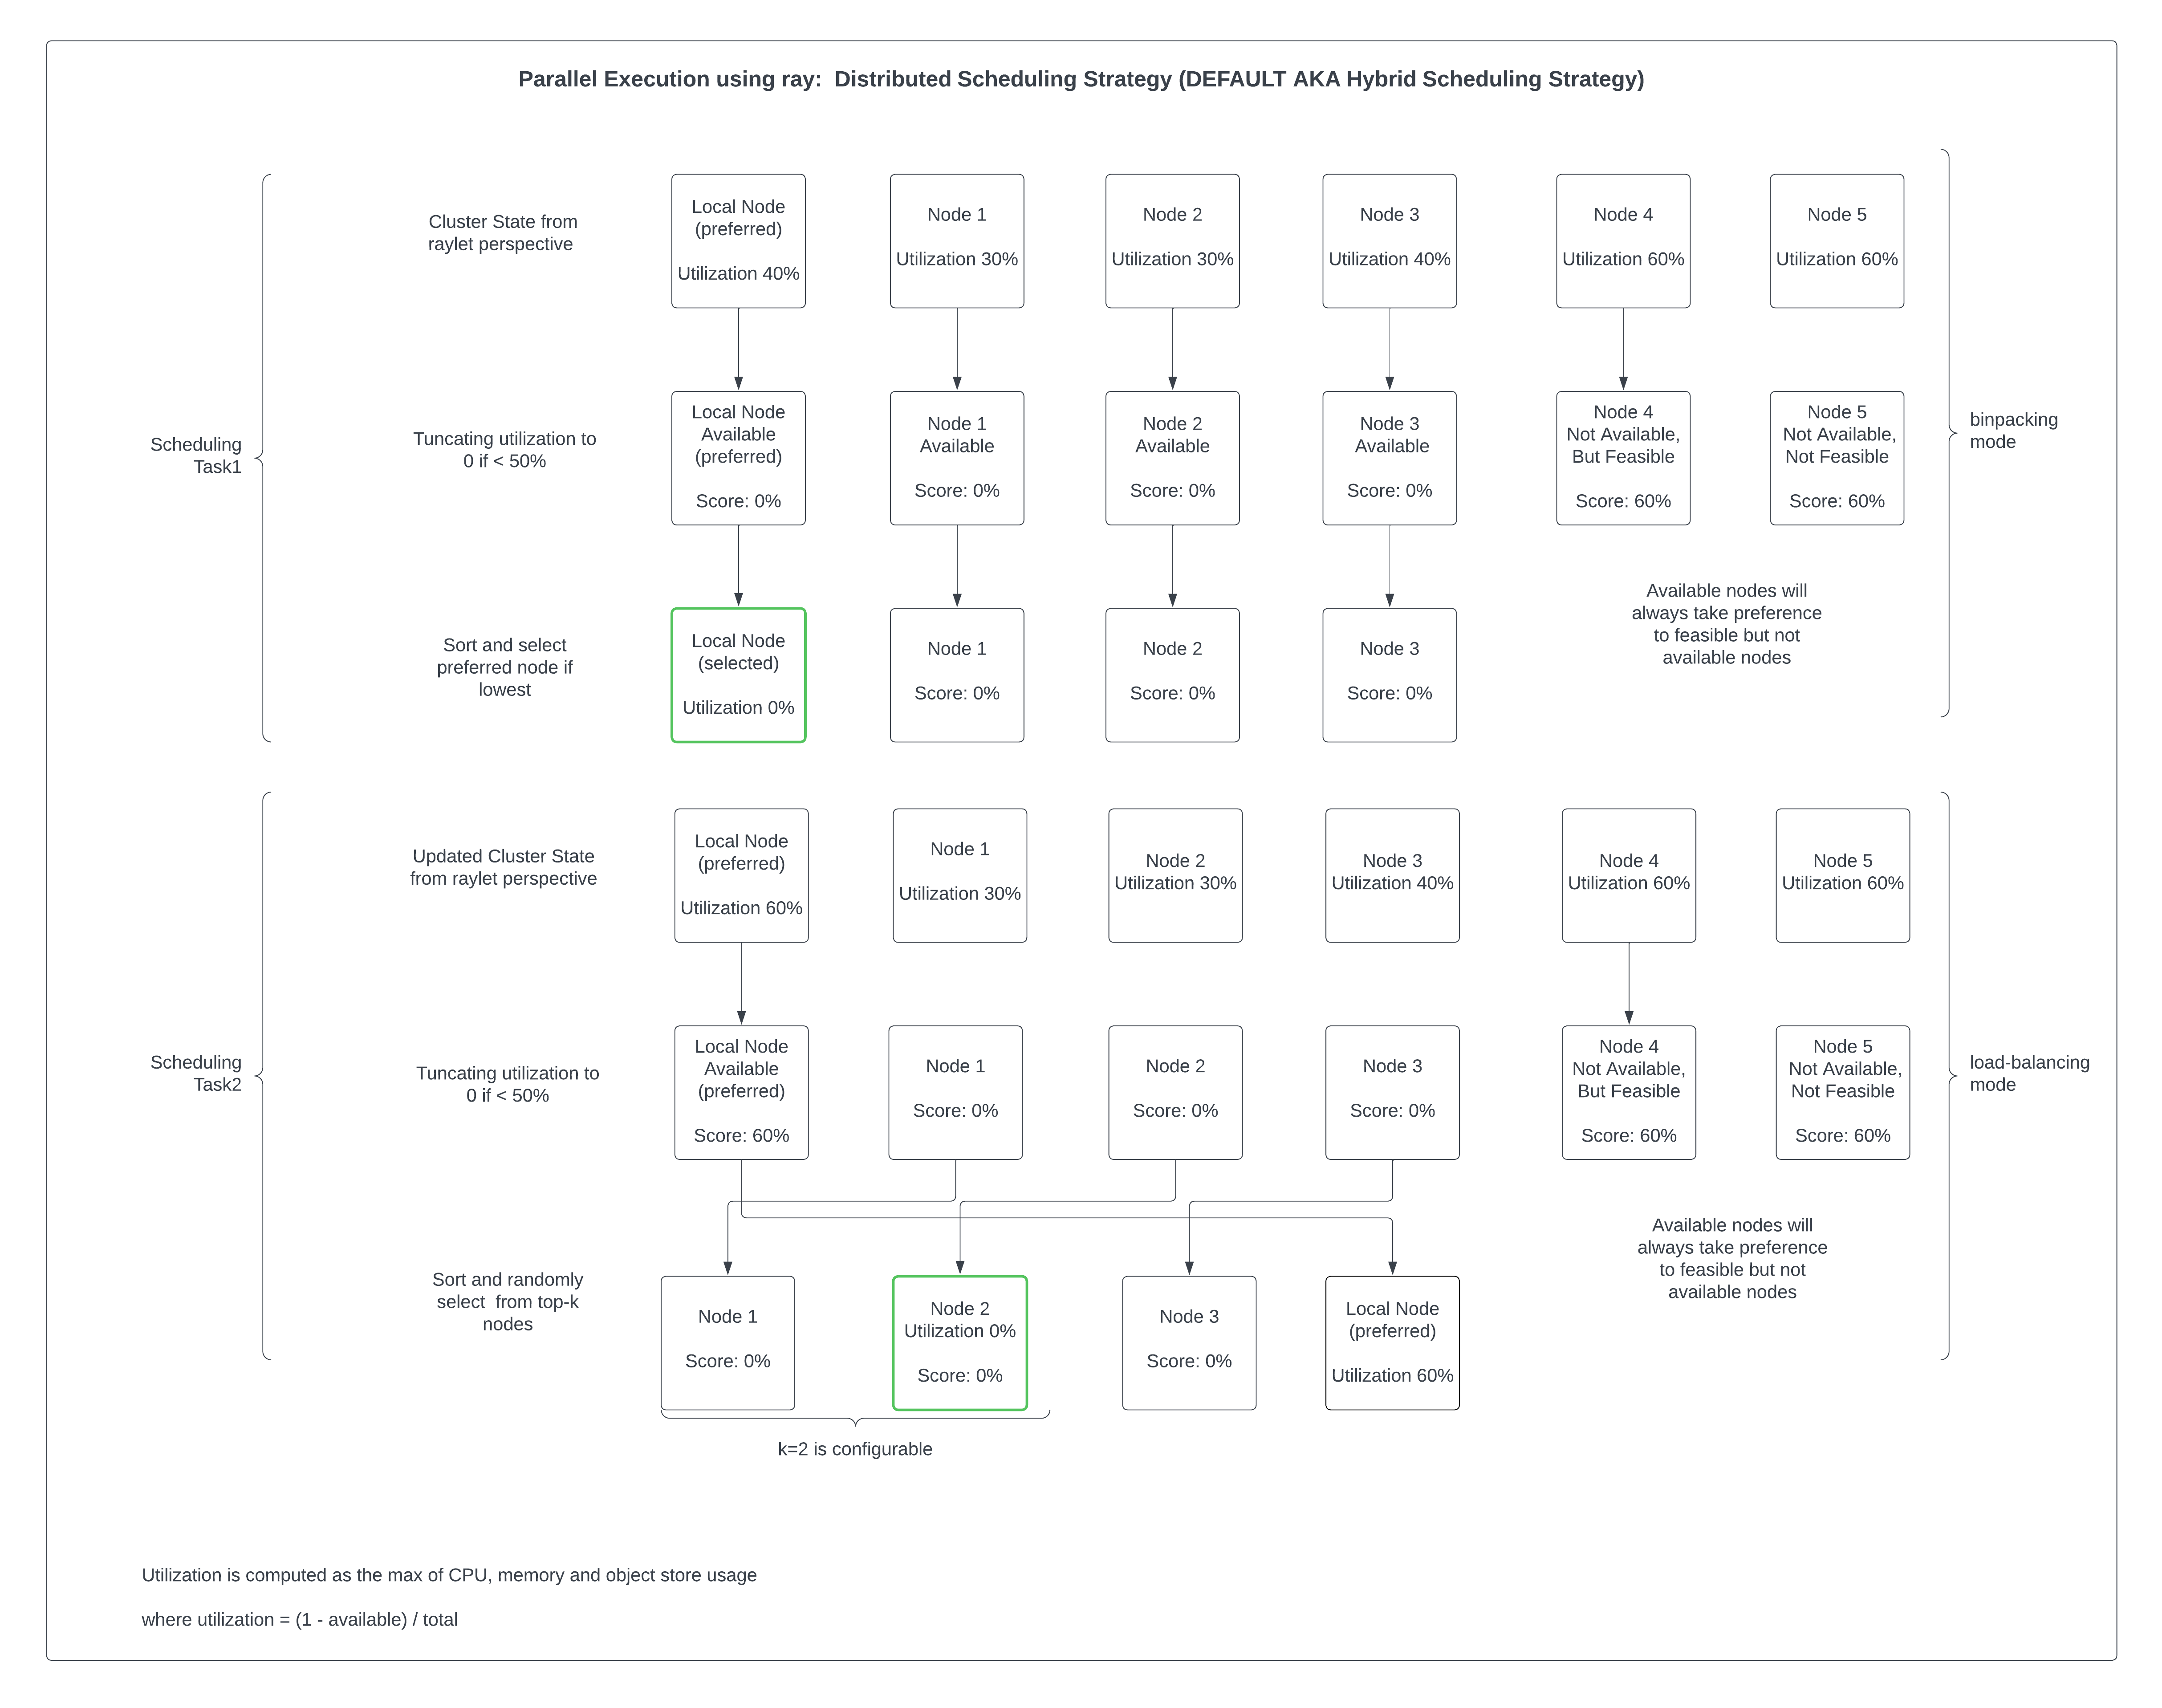 Parallel Execution using ray:  Distributed Scheduling Strategy (DEFAULT AKA Hybrid Scheduling Strategy)
Scheduling
Task1
Cluster State from
raylet perspective
Local Node
(preferred)
Utilization 40%
Node 1
Utilization 30%
Node 2
Utilization 30%
Node 3
Utilization 40%
Node 4
Utilization 60%
Node 5
Utilization 60%
binpacking
mode
Tuncating utilization to
0 if < 50%
Local Node
Available
(preferred)
Score: 0%
Node 1
Available
Score: 0%
Node 2
Available
Score: 0%
Node 3
Available
Score: 0%
Node 4
Not Available,
But Feasible
Score: 60%
Node 5
Not Available,
Not Feasible
Score: 60%
Sort and select
preferred node if
lowest
Local Node
(selected)
Utilization 0%
Node 1
Score: 0%
Node 2
Score: 0%
Node 3
Score: 0%
Available nodes will
always take preference
to feasible but not
available nodes
Scheduling
Task2
Updated Cluster State
from raylet perspective
Local Node
(preferred)
Utilization 60%
Node 1
Utilization 30%
Node 2
Utilization 30%
Node 3
Utilization 40%
Node 4
Utilization 60%
Node 5
Utilization 60%
load-balancing
mode
Tuncating utilization to
0 if < 50%
Local Node
Available
(preferred)
Score: 60%
Node 1
Score: 0%
Node 2
Score: 0%
Node 3
Score: 0%
Node 4
Not Available,
But Feasible
Score: 60%
Node 5
Not Available,
Not Feasible
Score: 60%
Sort and randomly
select  from top-k
nodes
Node 1
Score: 0%
Node 2
Utilization 0%
Score: 0%
Node 3
Score: 0%
Local Node
(preferred)
Utilization 60%
Available nodes will
always take preference
to feasible but not
available nodes
k=2 is configurable
Utilization is computed as the max of CPU, memory and object store usage
where utilization = (1 - available) / total